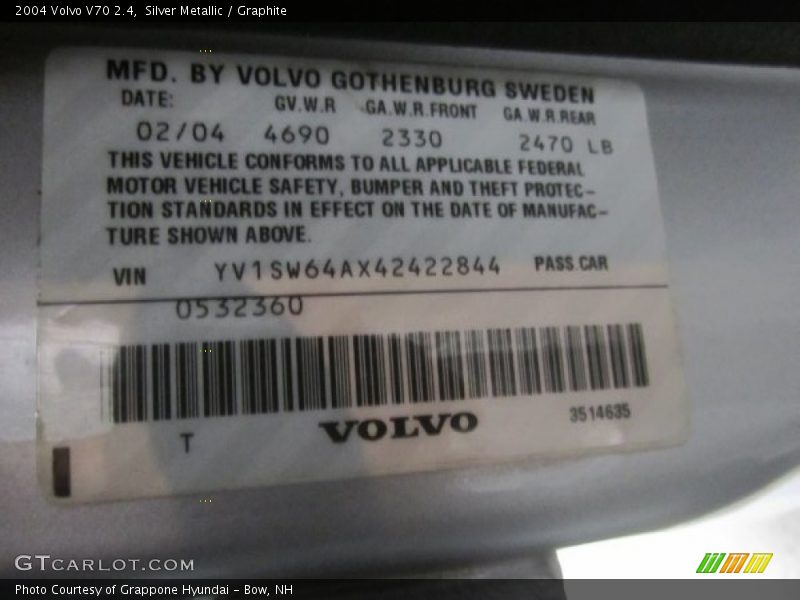 2004 Volvo V70 2.4, Silver Metallic / Graphite
MFD. BY VOLVO GOTHENBURG SWEDEN
DATE: GV.W.R GA.W.R.FRONT GA.W.R.REAR
02/04 4690 2330 2470 LB
THIS VEHICLE CONFORMS TO ALL APPLICABLE FEDERAL
MOTOR VEHICLE SAFETY, BUMPER AND THEFT PROTEC-
TION STANDARDS IN EFFECT ON THE DATE OF MANUFAC-
TURE SHOWN ABOVE.
VIN YV1SW64AX42422844 PASS.CAR
0532360
T VOLVO 3514635
GTCARLOT.COM
Photo Courtesy of Grappone Hyundai - Bow, NH